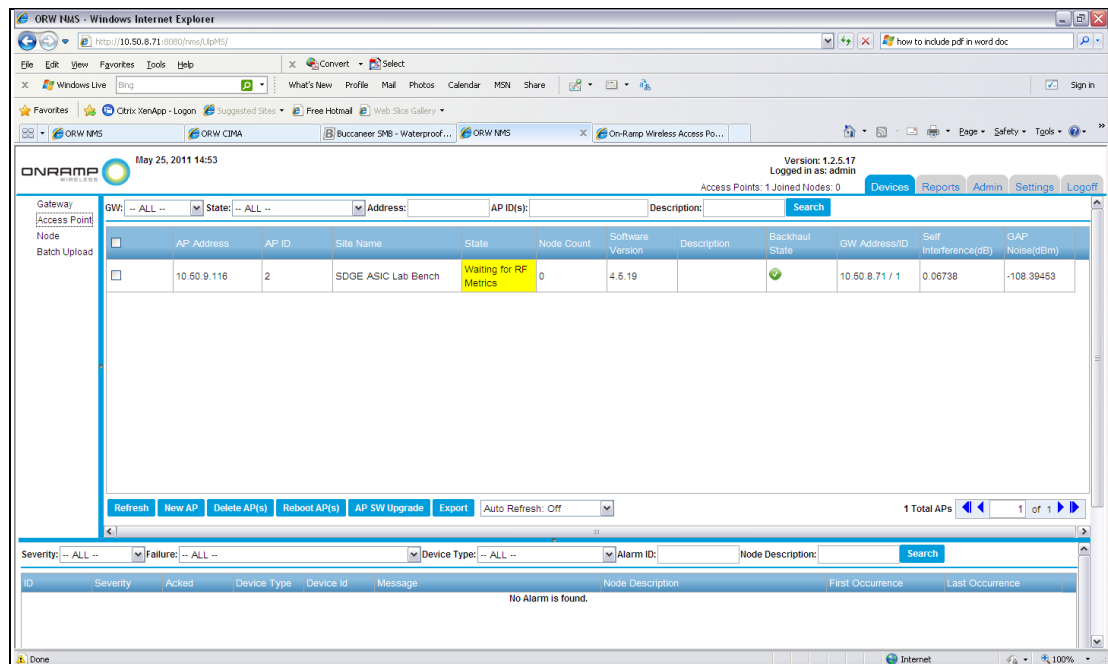 ORW NMS - Windows Internet Explorer
http://10.50.8.71:8080/nms/UlpMS/
how to include pdf in word doc
File Edit View Favorites Tools Help
x Convert Select
x Windows Live Bing What's New Profile Mail Photos Calendar MSN Share Sign in
Favorites Citrix XenApp - Logon Suggested Sites Free Hotmail Web Slice Gallery
ORW NMS ORW CIMA Buccaneer SMB - Waterproof... ORW NMS x On-Ramp Wireless Access Po... Page Safety Tools »
ONRAMP
WIRELESS
May 25, 2011 14:53
Version: 1.2.5.17
Logged in as: admin
Access Points: 1 Joined Nodes: 0
Devices Reports Admin Settings Logoff
Gateway
Access Point
Node
Batch Upload
GW: -- ALL -- State: -- ALL -- Address: AP ID(s): Description: Search
AP Address AP ID Site Name State Node Count Software Version Description Backhaul State GW Address/ID Self Interference(dB) GAP Noise(dBm)
10.50.9.116 2 SDGE ASIC Lab Bench Waiting for RF Metrics 0 4.5.19 10.50.8.71 / 1 0.06738 -108.39453
Refresh New AP Delete AP(s) Reboot AP(s) AP SW Upgrade Export Auto Refresh: Off 1 Total APs 1 of 1
Severity: -- ALL -- Failure: -- ALL -- Device Type: -- ALL -- Alarm ID: Node Description: Search
ID Severity Acked Device Type Device Id Message Node Description First Occurrence Last Occurrence
No Alarm is found.
Done Internet 100%